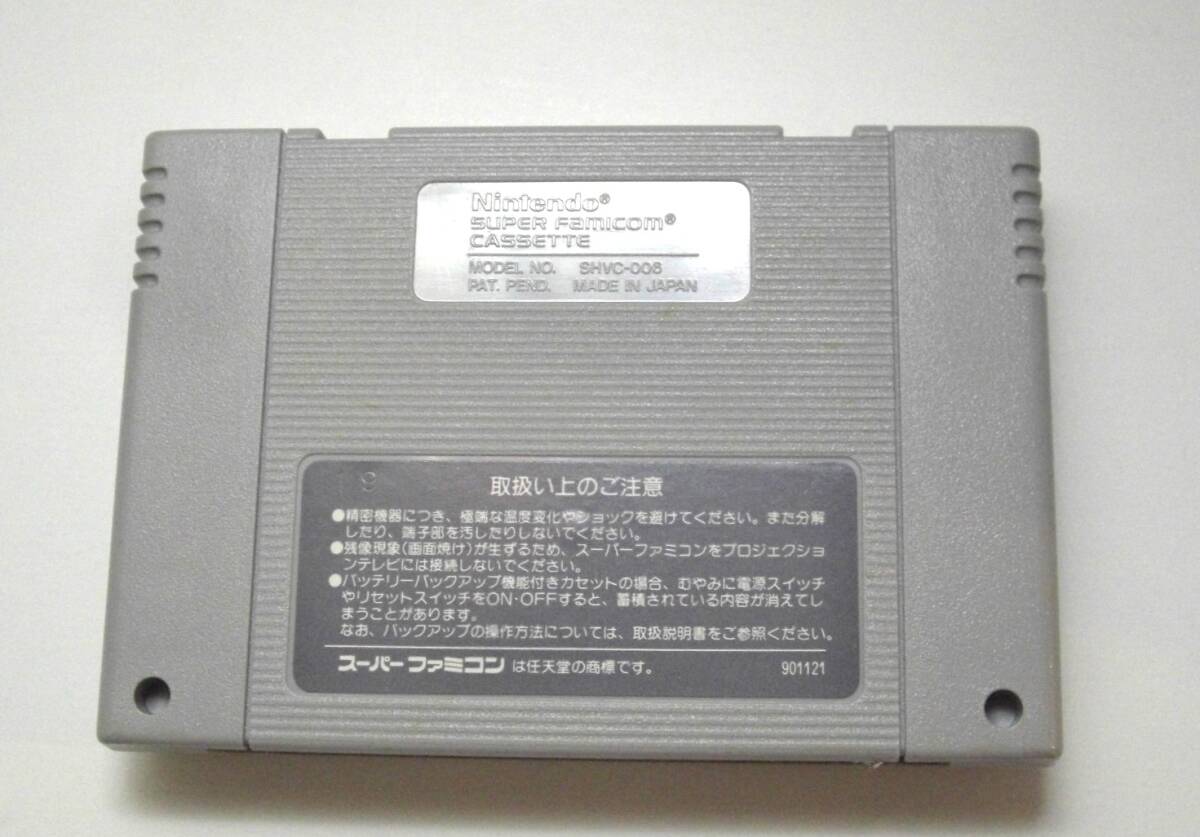 Nintendo®
SUPER Famicom®
CASSETTE
MODEL NO. SHVC-006
PAT. PEND. MADE IN JAPAN
9
取扱い上のご注意
●精密機器につき、極端な温度変化やショックを避けてください。また分解
したり、端子部を汚したりしないでください。
●残像現象(画面焼け)が生ずるため、スーパーファミコンをプロジェクショ
ンテレビには接続しないでください。
●バッテリーバックアップ機能付きカセットの場合、むやみに電源スイッチ
やリセットスイッチをON・OFFすると、蓄積されている内容が消えてし
まうことがあります。
なお、バックアップの操作方法については、取扱説明書をご参照ください。
スーパーファミコンは任天堂の商標です。 901121